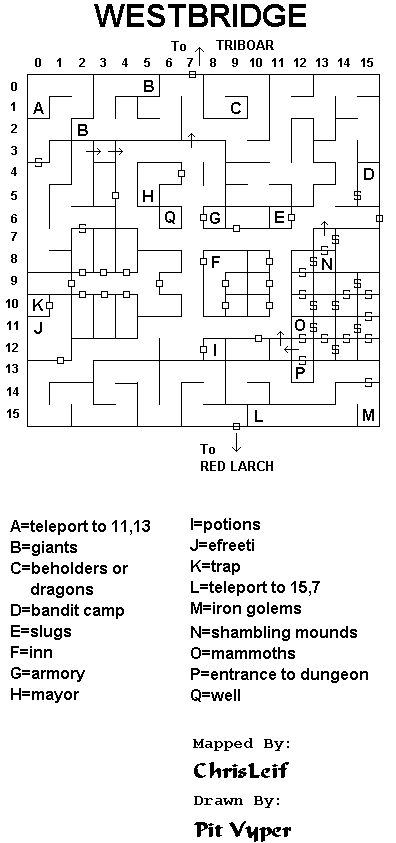 WESTBRIDGE
To TRIBOAR
0 1 2 3 4 5 6 7 8 9 10 11 12 13 14 15
0 B
1 A C
2 B
3
4 D
5 H S
6 Q G E
7 S S
8 F S N
9 S S
10 K S S S S
11 J O S S S
12 I S S S S
13 P
14 S
15 L M
To
RED LARCH
A=teleport to 11,13
B=giants
C=beholders or
dragons
D=bandit camp
E=slugs
F=inn
G=armory
H=mayor
I=potions
J=efreeti
K=trap
L=teleport to 15,7
M=iron golems
N=shambling mounds
O=mammoths
P=entrance to dungeon
Q=well
Mapped By:
ChrisLeif
Drawn By:
Pit Vyper